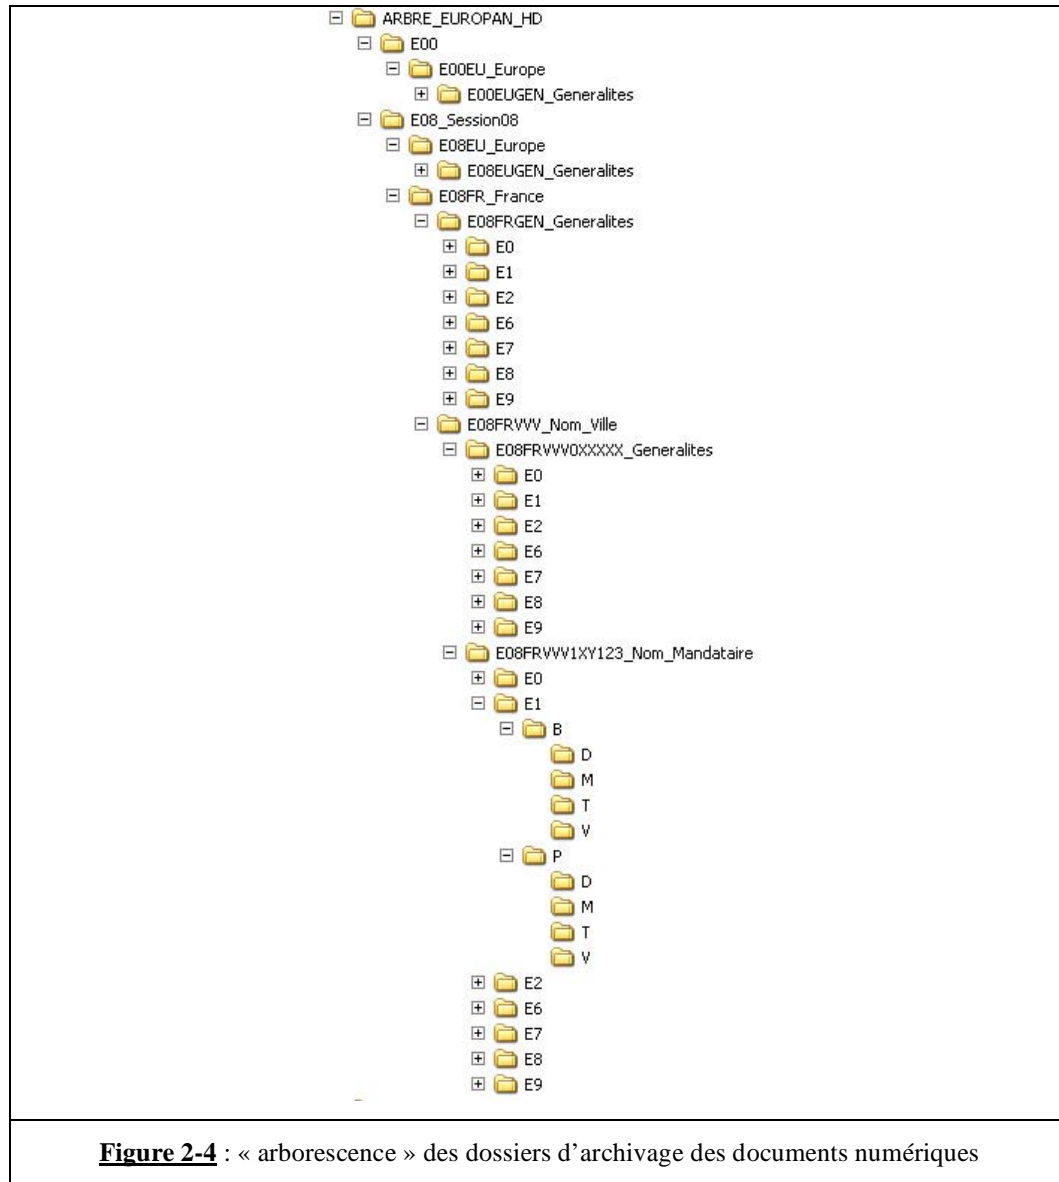 ARBRE_EUROPAN_HD
E00
E00EU_Europe
E00EUGEN_Generalites
E08_Session08
E08EU_Europe
E08EUGEN_Generalites
E08FR_France
E08FRGEN_Generalites
E0
E1
E2
E6
E7
E8
E9
E08FRVVV_Nom_Ville
E08FRVVV0XXXXX_Generalites
E0
E1
E2
E6
E7
E8
E9
E08FRVVV1XY123_Nom_Mandataire
E0
E1
B
D
M
T
V
P
D
M
T
V
E2
E6
E7
E8
E9
Figure 2-4 : « arborescence » des dossiers d'archivage des documents numériques